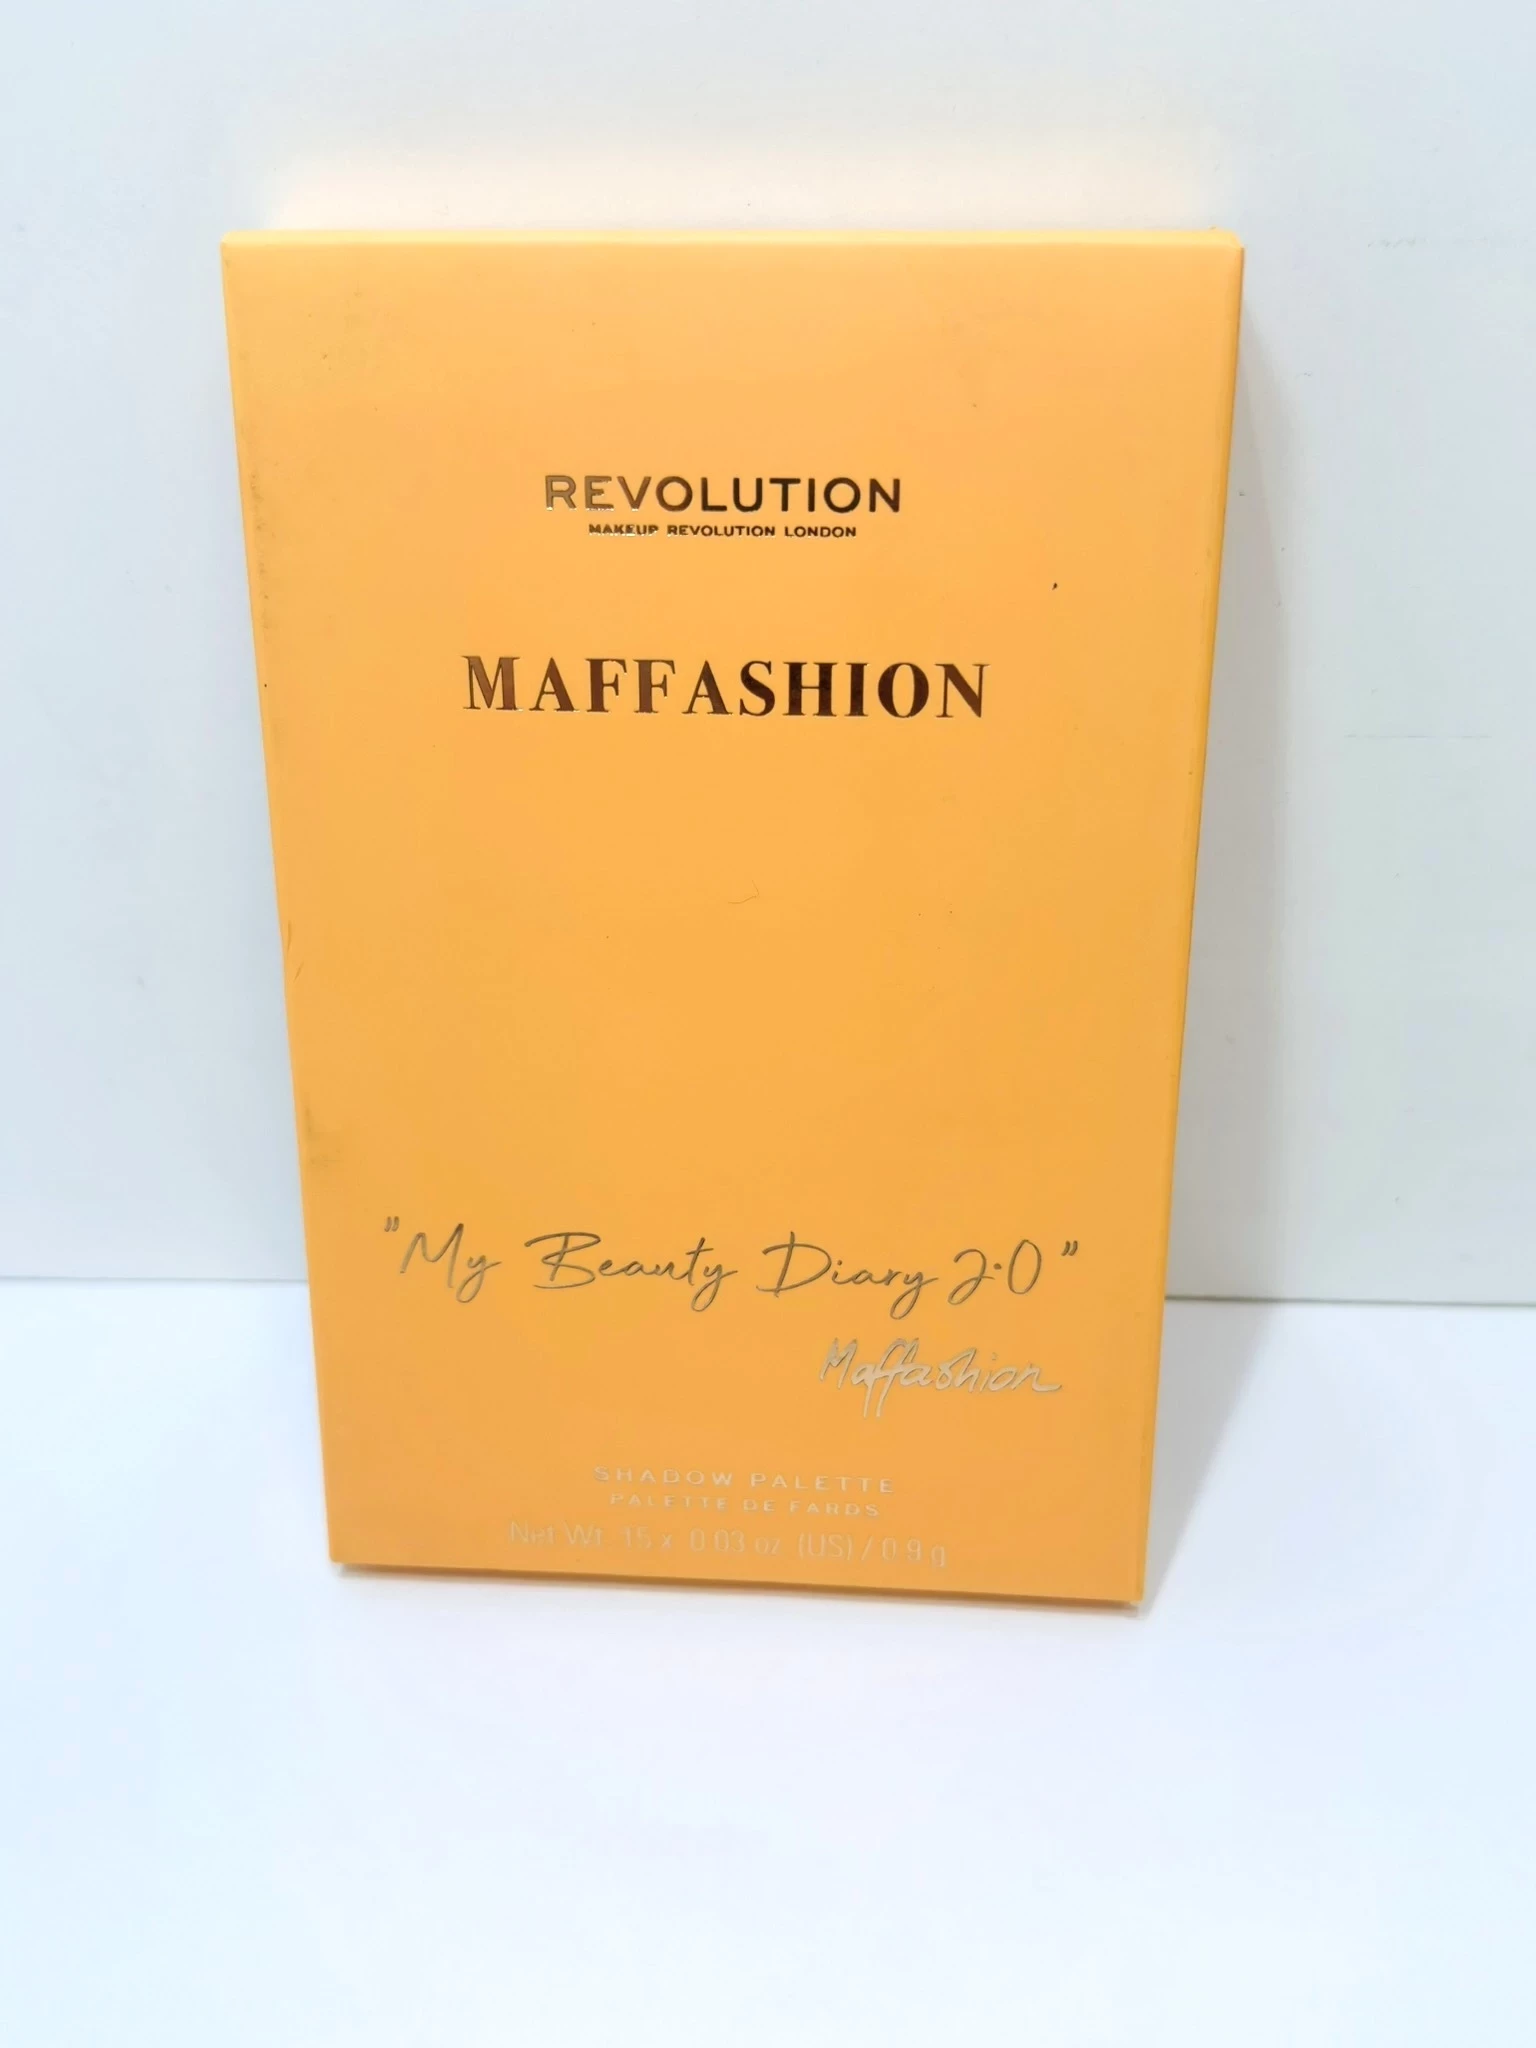 REVOLUTION
MAKEUP REVOLUTION LONDON
MAFFASHION
"My Beauty Diary 2.0"
Maffashion
SHADOW PALETTE
PALETTE DE FARDS
Net Wt. 15 x 0.03 oz. (US) / 0.9 g